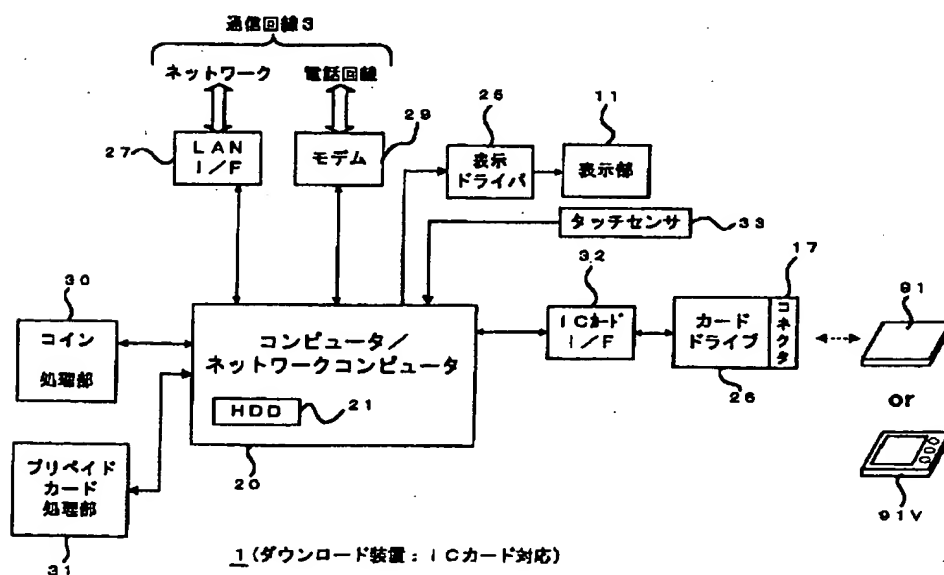 通信回線3
ネットワーク
電話回線
27
LAN
I/F
29
モデム
25
表示
ドライバ
11
表示部
タッチセンサ
33
30
コイン
処理部
コンピュータ/
ネットワークコンピュータ
HDD
21
20
32
ICカード
I/F
17
カード
ドライブ
コネクタ
26
91
or
91V
プリペイド
カード
処理部
31
1(ダウンロード装置:ICカード対応)